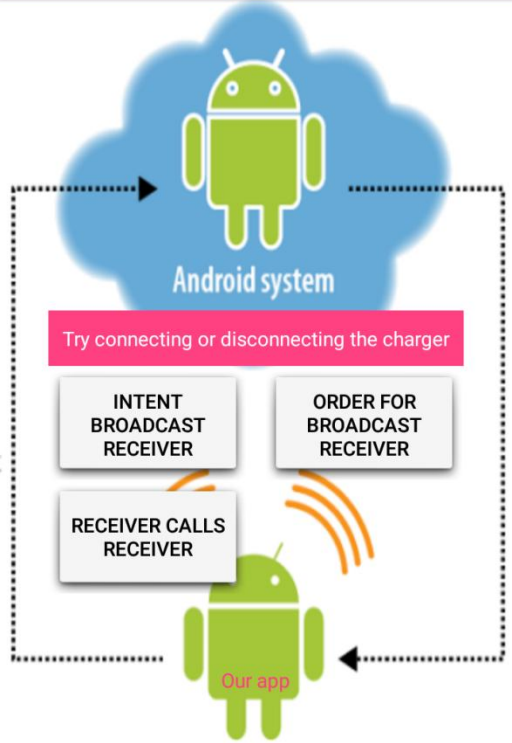 Android system
Try connecting or disconnecting the charger
INTENT
BROADCAST
RECEIVER
ORDER FOR
BROADCAST
RECEIVER
RECEIVER CALLS
RECEIVER
Our app